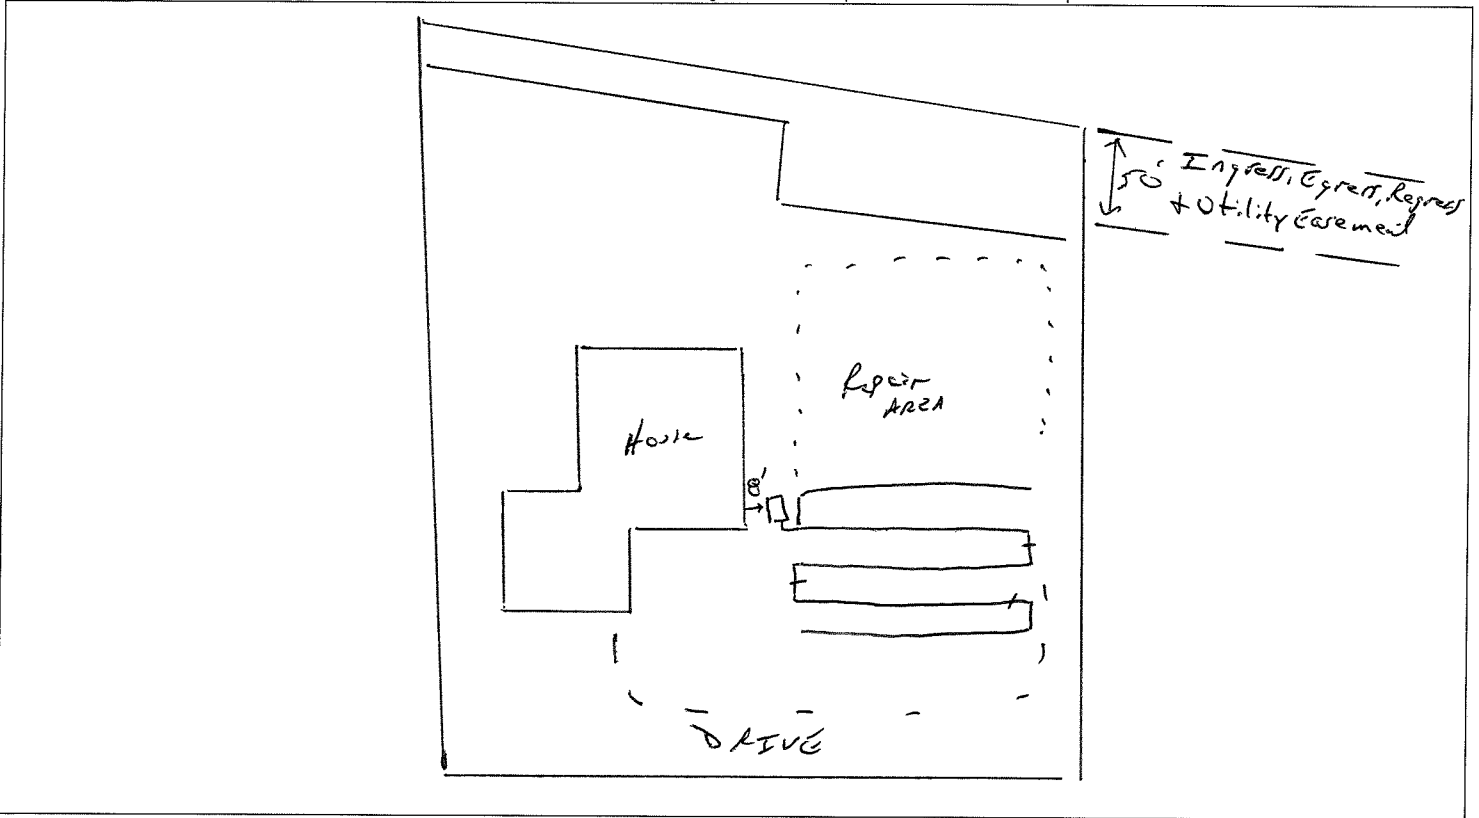 50' Ingress, Egress, Regress
+ Utility Easement
Repair
AREA
House
8'
DRIVE